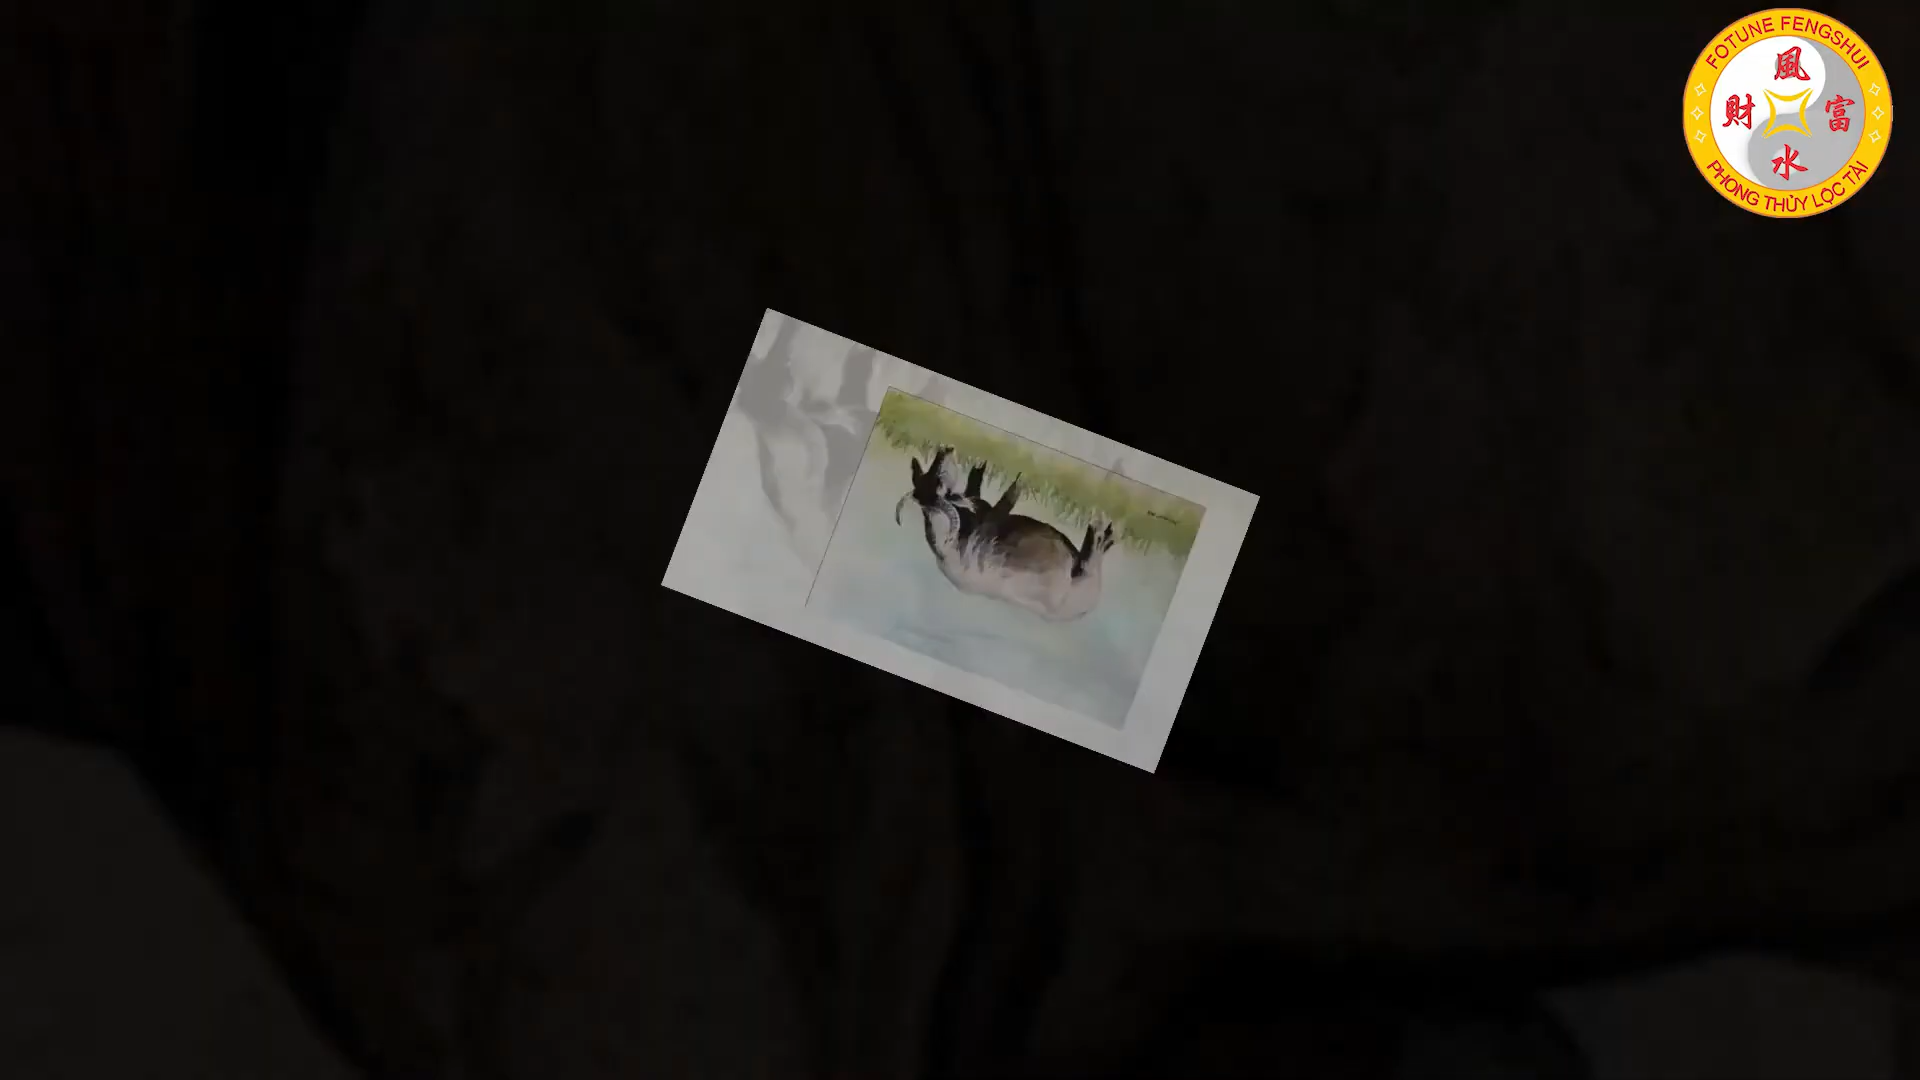 FOTUNE FENGSHUI
風
財 富
水
PHONG THỦY LỘC TÀI